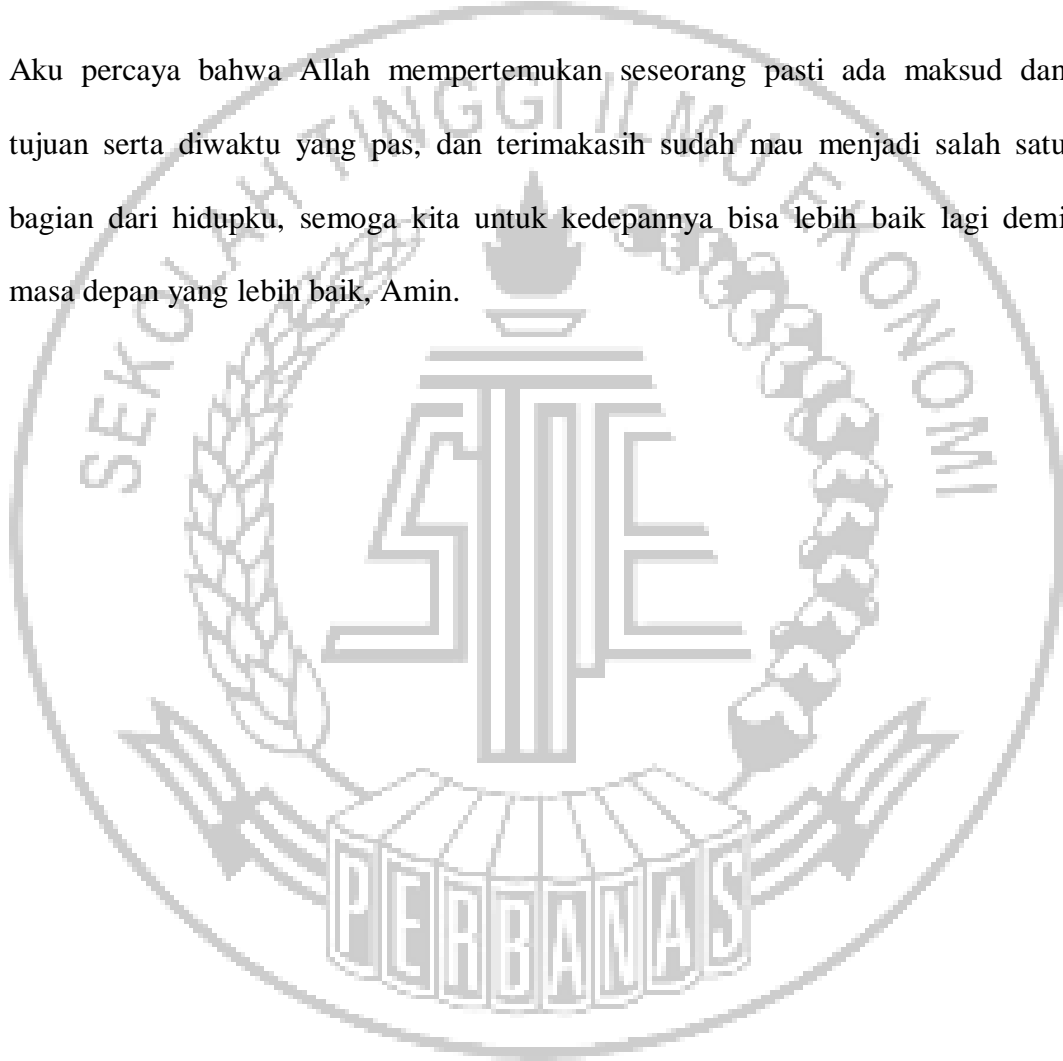 Aku percaya bahwa Allah mempertemukan seseorang pasti ada maksud dan
tujuan serta diwaktu yang pas, dan terimakasih sudah mau menjadi salah satu
bagian dari hidupku, semoga kita untuk kedepannya bisa lebih baik lagi demi
masa depan yang lebih baik, Amin.
SEKOLAH TINGGI ILMU EKONOMI
STIE
PERBANAS